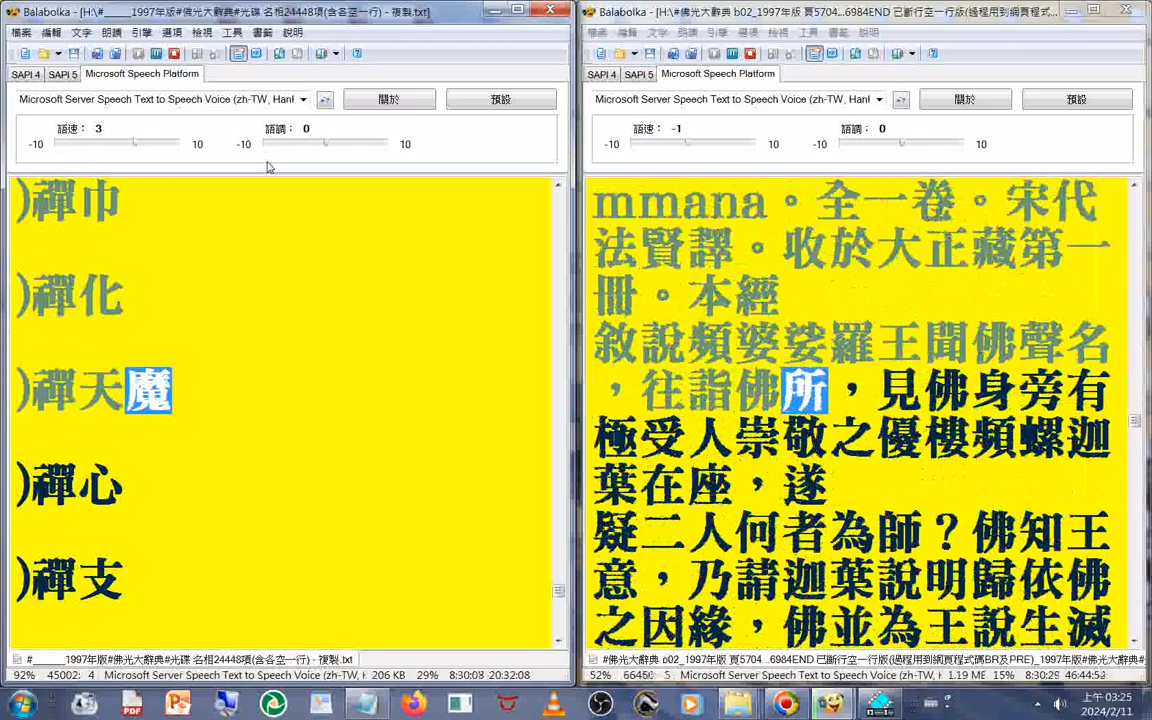 Balabolka - [H:\#_____1997年版#佛光大辭典#光碟 名相24448項(含各空一行) - 複製.txt]
檔案 編輯 文字 朗讀 引擎 選項 檢視 工具 書籤 說明
SAPI 4 SAPI 5 Microsoft Speech Platform
Microsoft Server Speech Text to Speech Voice (zh-TW, Hanl
關於 預設
語速： 3 語調： 0
-10 10 -10 10
)禪巾
)禪化
)禪天魔
)禪心
)禪支
#_____1997年版#佛光大辭典#光碟 名相24448項(含各空一行) - 複製.txt
92% 45002: 4 Microsoft Server Speech Text to Speech Voice (zh-TW, H 206 KB 8:30:03 20:32:08
Balabolka - [H:\#佛光大辭典 b02_1997年版 頁5704...6984END 已斷行空一行版(過程用到網頁程式...
檔案 編輯 文字 朗讀 引擎 選項 檢視 工具 書籤 說明
SAPI 4 SAPI 5 Microsoft Speech Platform
Microsoft Server Speech Text to Speech Voice (zh-TW, Hanl
關於 預設
語速： -1 語調： 0
-10 10 -10 10
mmana。全一卷。宋代
法賢譯。收於大正藏第一
冊。本經
敘說頻婆娑羅王聞佛聲名
，往詣佛所，見佛身旁有
極受人崇敬之優樓頻螺迦
葉在座，遂
疑二人何者為師？佛知王
意，乃請迦葉說明歸依佛
之因緣，佛並為王說生滅
#佛光大辭典 b02_1997年版 頁5704...6984END 已斷行空一行版(過程用到網頁程式碼BR及PRE)_1997年版#佛光大辭典#
52% Microsoft Server Speech Text to Speech Voice (zh-TW, H 1.19 ME 15% 8:30:29 46:44:52
上午 03:25
2024/2/11